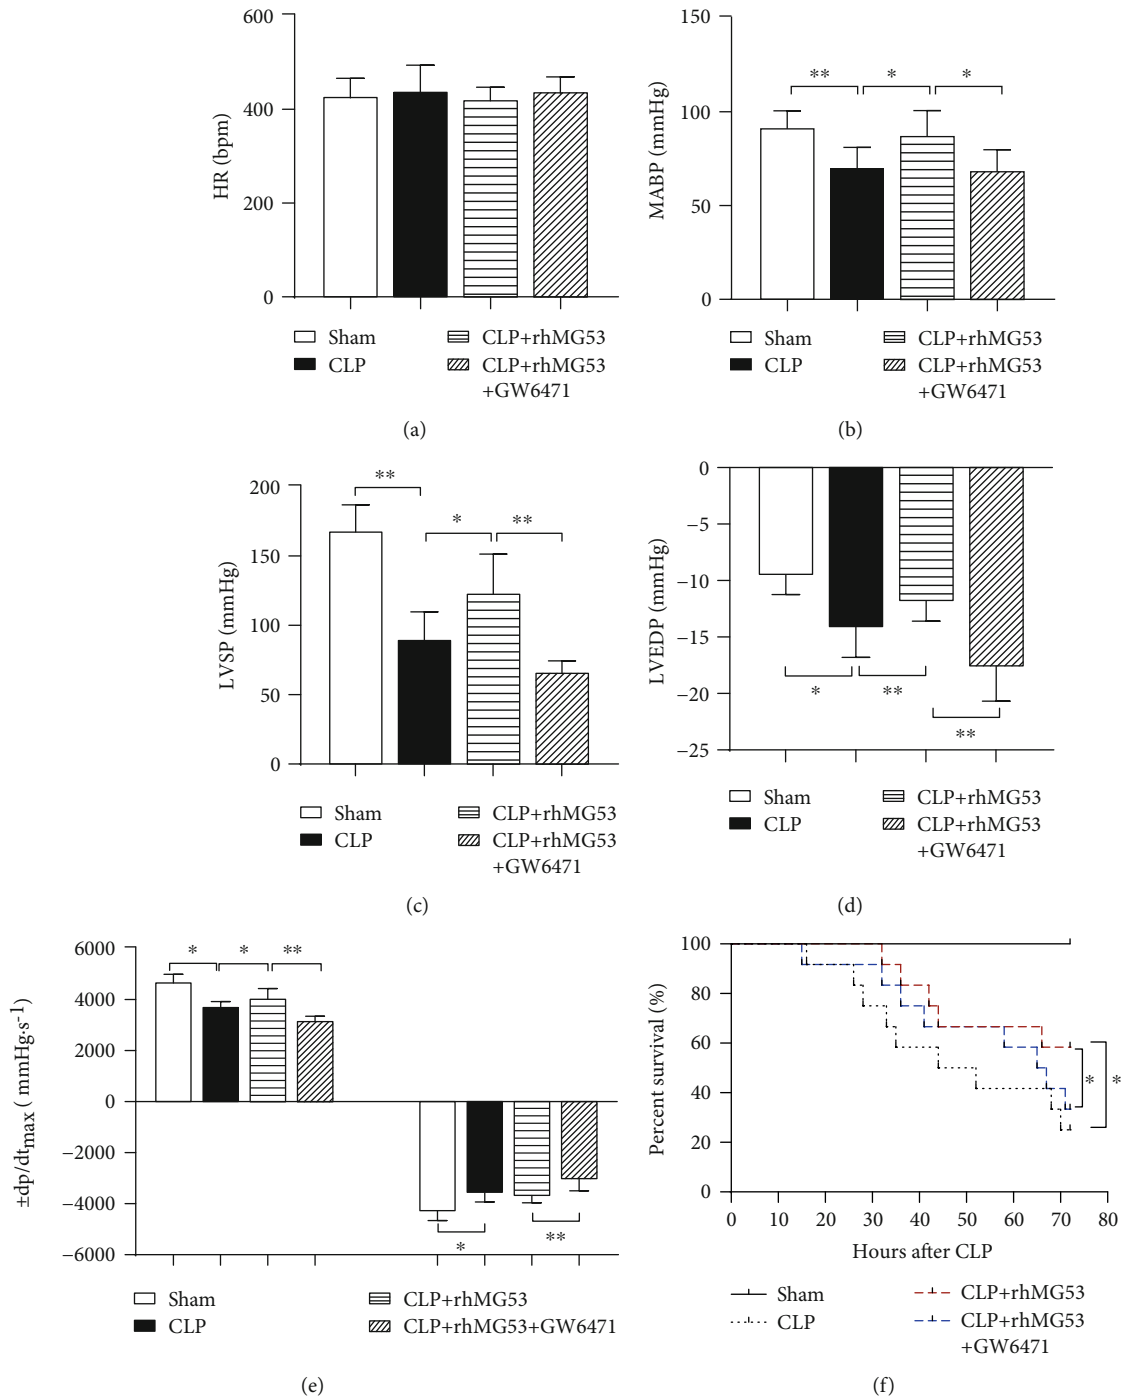 600
400
200
0
HR (bpm)
Sham
CLP
CLP+rhMG53
CLP+rhMG53
+GW6471
(a)
150
100
50
0
MABP (mmHg)
**
*
*
Sham
CLP
CLP+rhMG53
CLP+rhMG53
+GW6471
(b)
200
150
100
50
0
LVSP (mmHg)
**
*
**
Sham
CLP
CLP+rhMG53
CLP+rhMG53
+GW6471
(c)
0
−5
−10
−15
−20
−25
LVEDP (mmHg)
*
**
**
Sham
CLP
CLP+rhMG53
CLP+rhMG53
+GW6471
(d)
6000
4000
2000
0
−2000
−4000
−6000
±dp/dtmax ( mmHg·s-1)
*
*
**
*
**
Sham
CLP
CLP+rhMG53
CLP+rhMG53+GW6471
(e)
100
80
60
40
20
0
Percent survival (%)
*
*
0 10 20 30 40 50 60 70 80
Hours after CLP
Sham
CLP
CLP+rhMG53
CLP+rhMG53
+GW6471
(f)